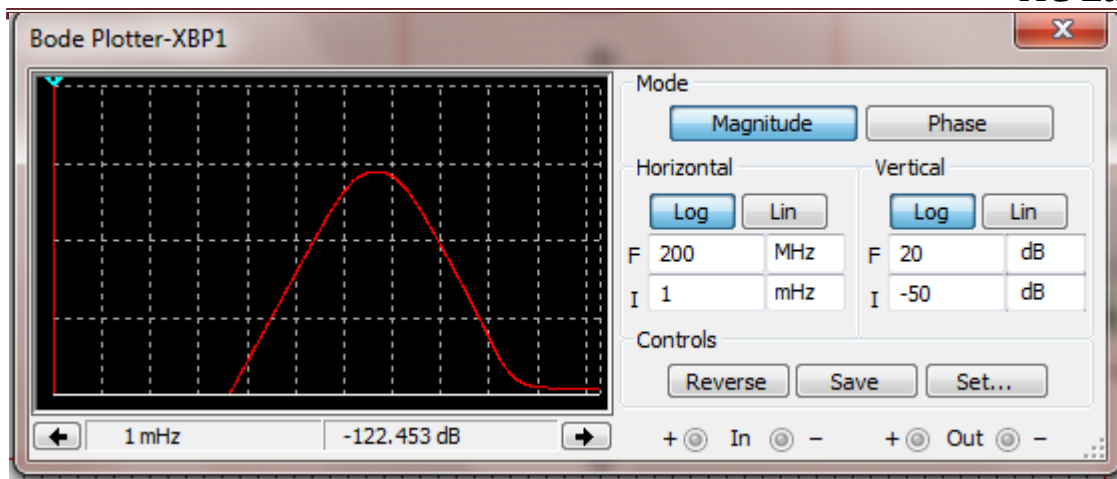 Bode Plotter-XBP1
Mode
Magnitude Phase
Horizontal Vertical
Log Lin Log Lin
F 200 MHz F 20 dB
I 1 mHz I -50 dB
Controls
Reverse Save Set...
1 mHz -122.453 dB + In - + Out -